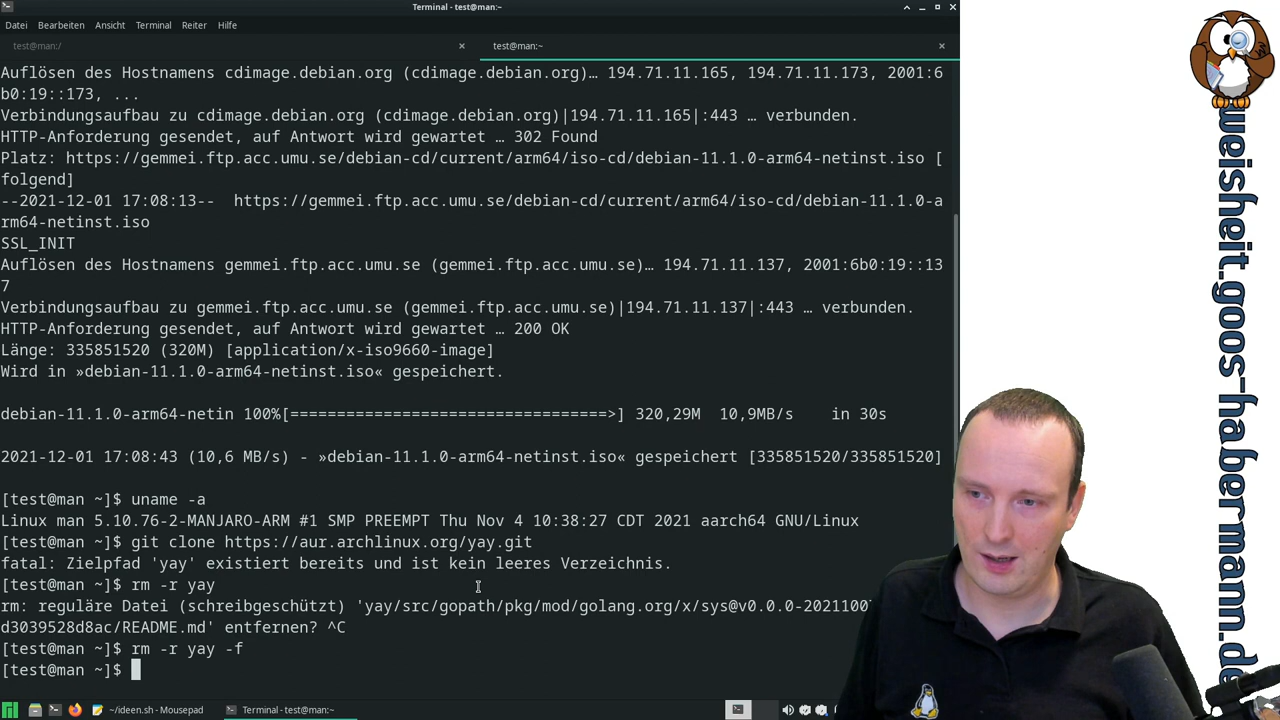 Terminal - test@man:~
Datei Bearbeiten Ansicht Terminal Reiter Hilfe
test@man:/
test@man:~
Auflösen des Hostnamens cdimage.debian.org (cdimage.debian.org)… 194.71.11.165, 194.71.11.173, 2001:6
b0:19::173, ...
Verbindungsaufbau zu cdimage.debian.org (cdimage.debian.org)|194.71.11.165|:443 … verbunden.
HTTP-Anforderung gesendet, auf Antwort wird gewartet … 302 Found
Platz: https://gemmei.ftp.acc.umu.se/debian-cd/current/arm64/iso-cd/debian-11.1.0-arm64-netinst.iso [
folgend]
--2021-12-01 17:08:13-- https://gemmei.ftp.acc.umu.se/debian-cd/current/arm64/iso-cd/debian-11.1.0-a
rm64-netinst.iso
SSL_INIT
Auflösen des Hostnamens gemmei.ftp.acc.umu.se (gemmei.ftp.acc.umu.se)… 194.71.11.137, 2001:6b0:19::13
7
Verbindungsaufbau zu gemmei.ftp.acc.umu.se (gemmei.ftp.acc.umu.se)|194.71.11.137|:443 … verbunden.
HTTP-Anforderung gesendet, auf Antwort wird gewartet … 200 OK
Länge: 335851520 (320M) [application/x-iso9660-image]
Wird in »debian-11.1.0-arm64-netinst.iso« gespeichert.
debian-11.1.0-arm64-netin 100%[=================================>] 320,29M 10,9MB/s in 30s
2021-12-01 17:08:43 (10,6 MB/s) - »debian-11.1.0-arm64-netinst.iso« gespeichert [335851520/335851520]
[test@man ~]$ uname -a
Linux man 5.10.76-2-MANJARO-ARM #1 SMP PREEMPT Thu Nov 4 10:38:27 CDT 2021 aarch64 GNU/Linux
[test@man ~]$ git clone https://aur.archlinux.org/yay.git
fatal: Zielpfad 'yay' existiert bereits und ist kein leeres Verzeichnis.
[test@man ~]$ rm -r yay
rm: reguläre Datei (schreibgeschützt) 'yay/src/gopath/pkg/mod/golang.org/x/sys@v0.0.0-2021100
d3039528d8ac/README.md' entfernen? ^C
[test@man ~]$ rm -r yay -f
[test@man ~]$
~/ideen.sh - Mousepad
Terminal - test@man:~
weisheit.goos-habermann.de